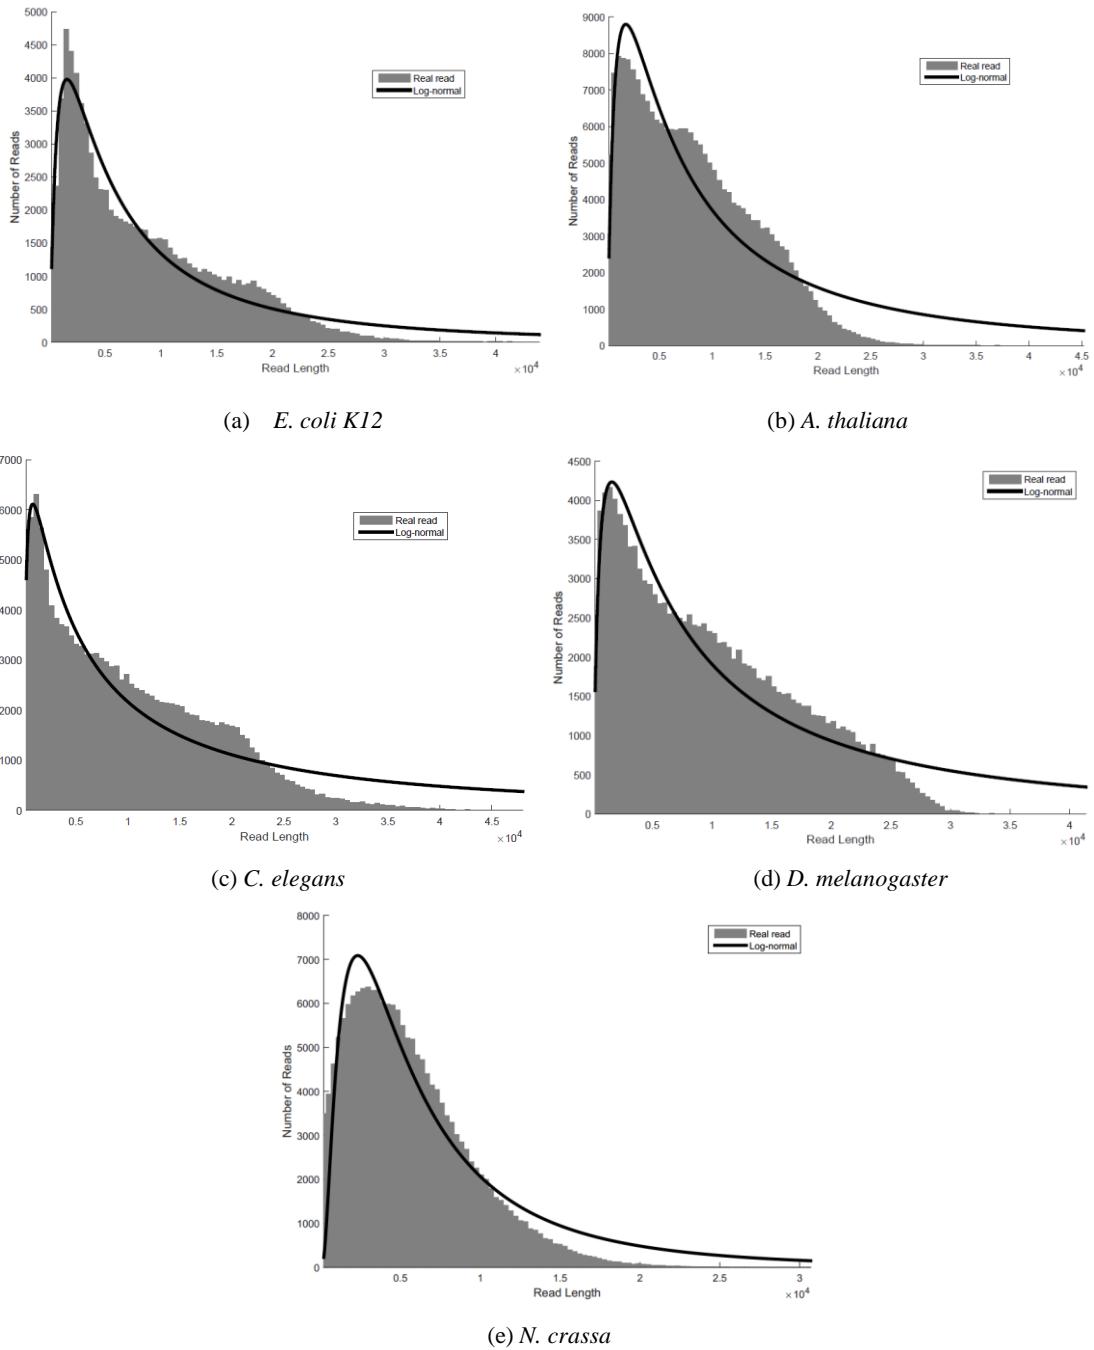 5000
4500
4000
3500
3000
2500
2000
1500
1000
500
0
Number of Reads
Real read
Log-normal
0.5 1 1.5 2 2.5 3 3.5 4
Read Length
×10⁴
(a) E. coli K12
9000
8000
7000
6000
5000
4000
3000
2000
1000
0
Number of Reads
Real read
Log-normal
0.5 1 1.5 2 2.5 3 3.5 4 4.5
Read Length
×10⁴
(b) A. thaliana
7000
6000
5000
4000
3000
2000
1000
0
Real read
Log-normal
0.5 1 1.5 2 2.5 3 3.5 4 4.5
Read Length
×10⁴
(c) C. elegans
4500
4000
3500
3000
2500
2000
1500
1000
500
0
Number of Reads
Real read
Log-normal
0.5 1 1.5 2 2.5 3 3.5 4
Read Length
×10⁴
(d) D. melanogaster
8000
7000
6000
5000
4000
3000
2000
1000
0
Number of Reads
Real read
Log-normal
0.5 1 1.5 2 2.5 3
Read Length
×10⁴
(e) N. crassa